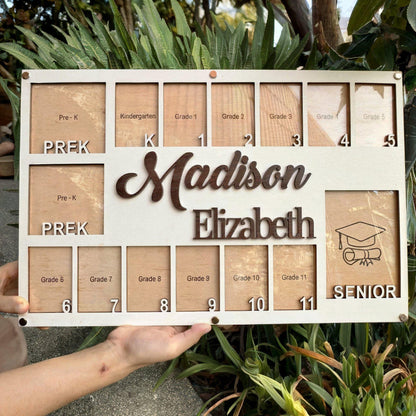 Pre - K
Kindergarten
Grade 1
Grade 2
Grade 3
Grade 4
Grade 5
PREK
K
1
2
3
4
5
Madison
Elizabeth
Pre - K
PREK
Grade 6
Grade 7
Grade 8
Grade 9
Grade 10
Grade 11
6
7
8
9
10
11
SENIOR